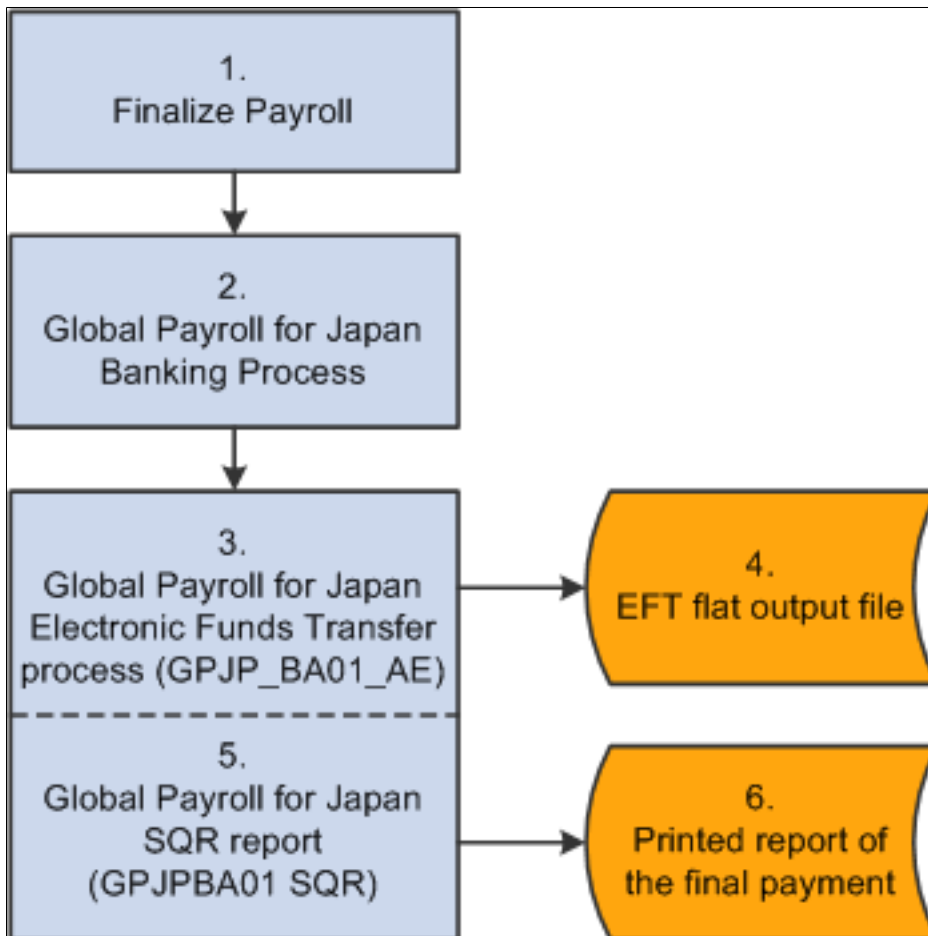 1.
Finalize Payroll
2.
Global Payroll for Japan
Banking Process
3.
Global Payroll for Japan
Electronic Funds Transfer
process (GPJP_BA01_AE)
4.
EFT flat output file
5.
Global Payroll for Japan
SQR report
(GPJPBA01 SQR)
6.
Printed report of
the final payment